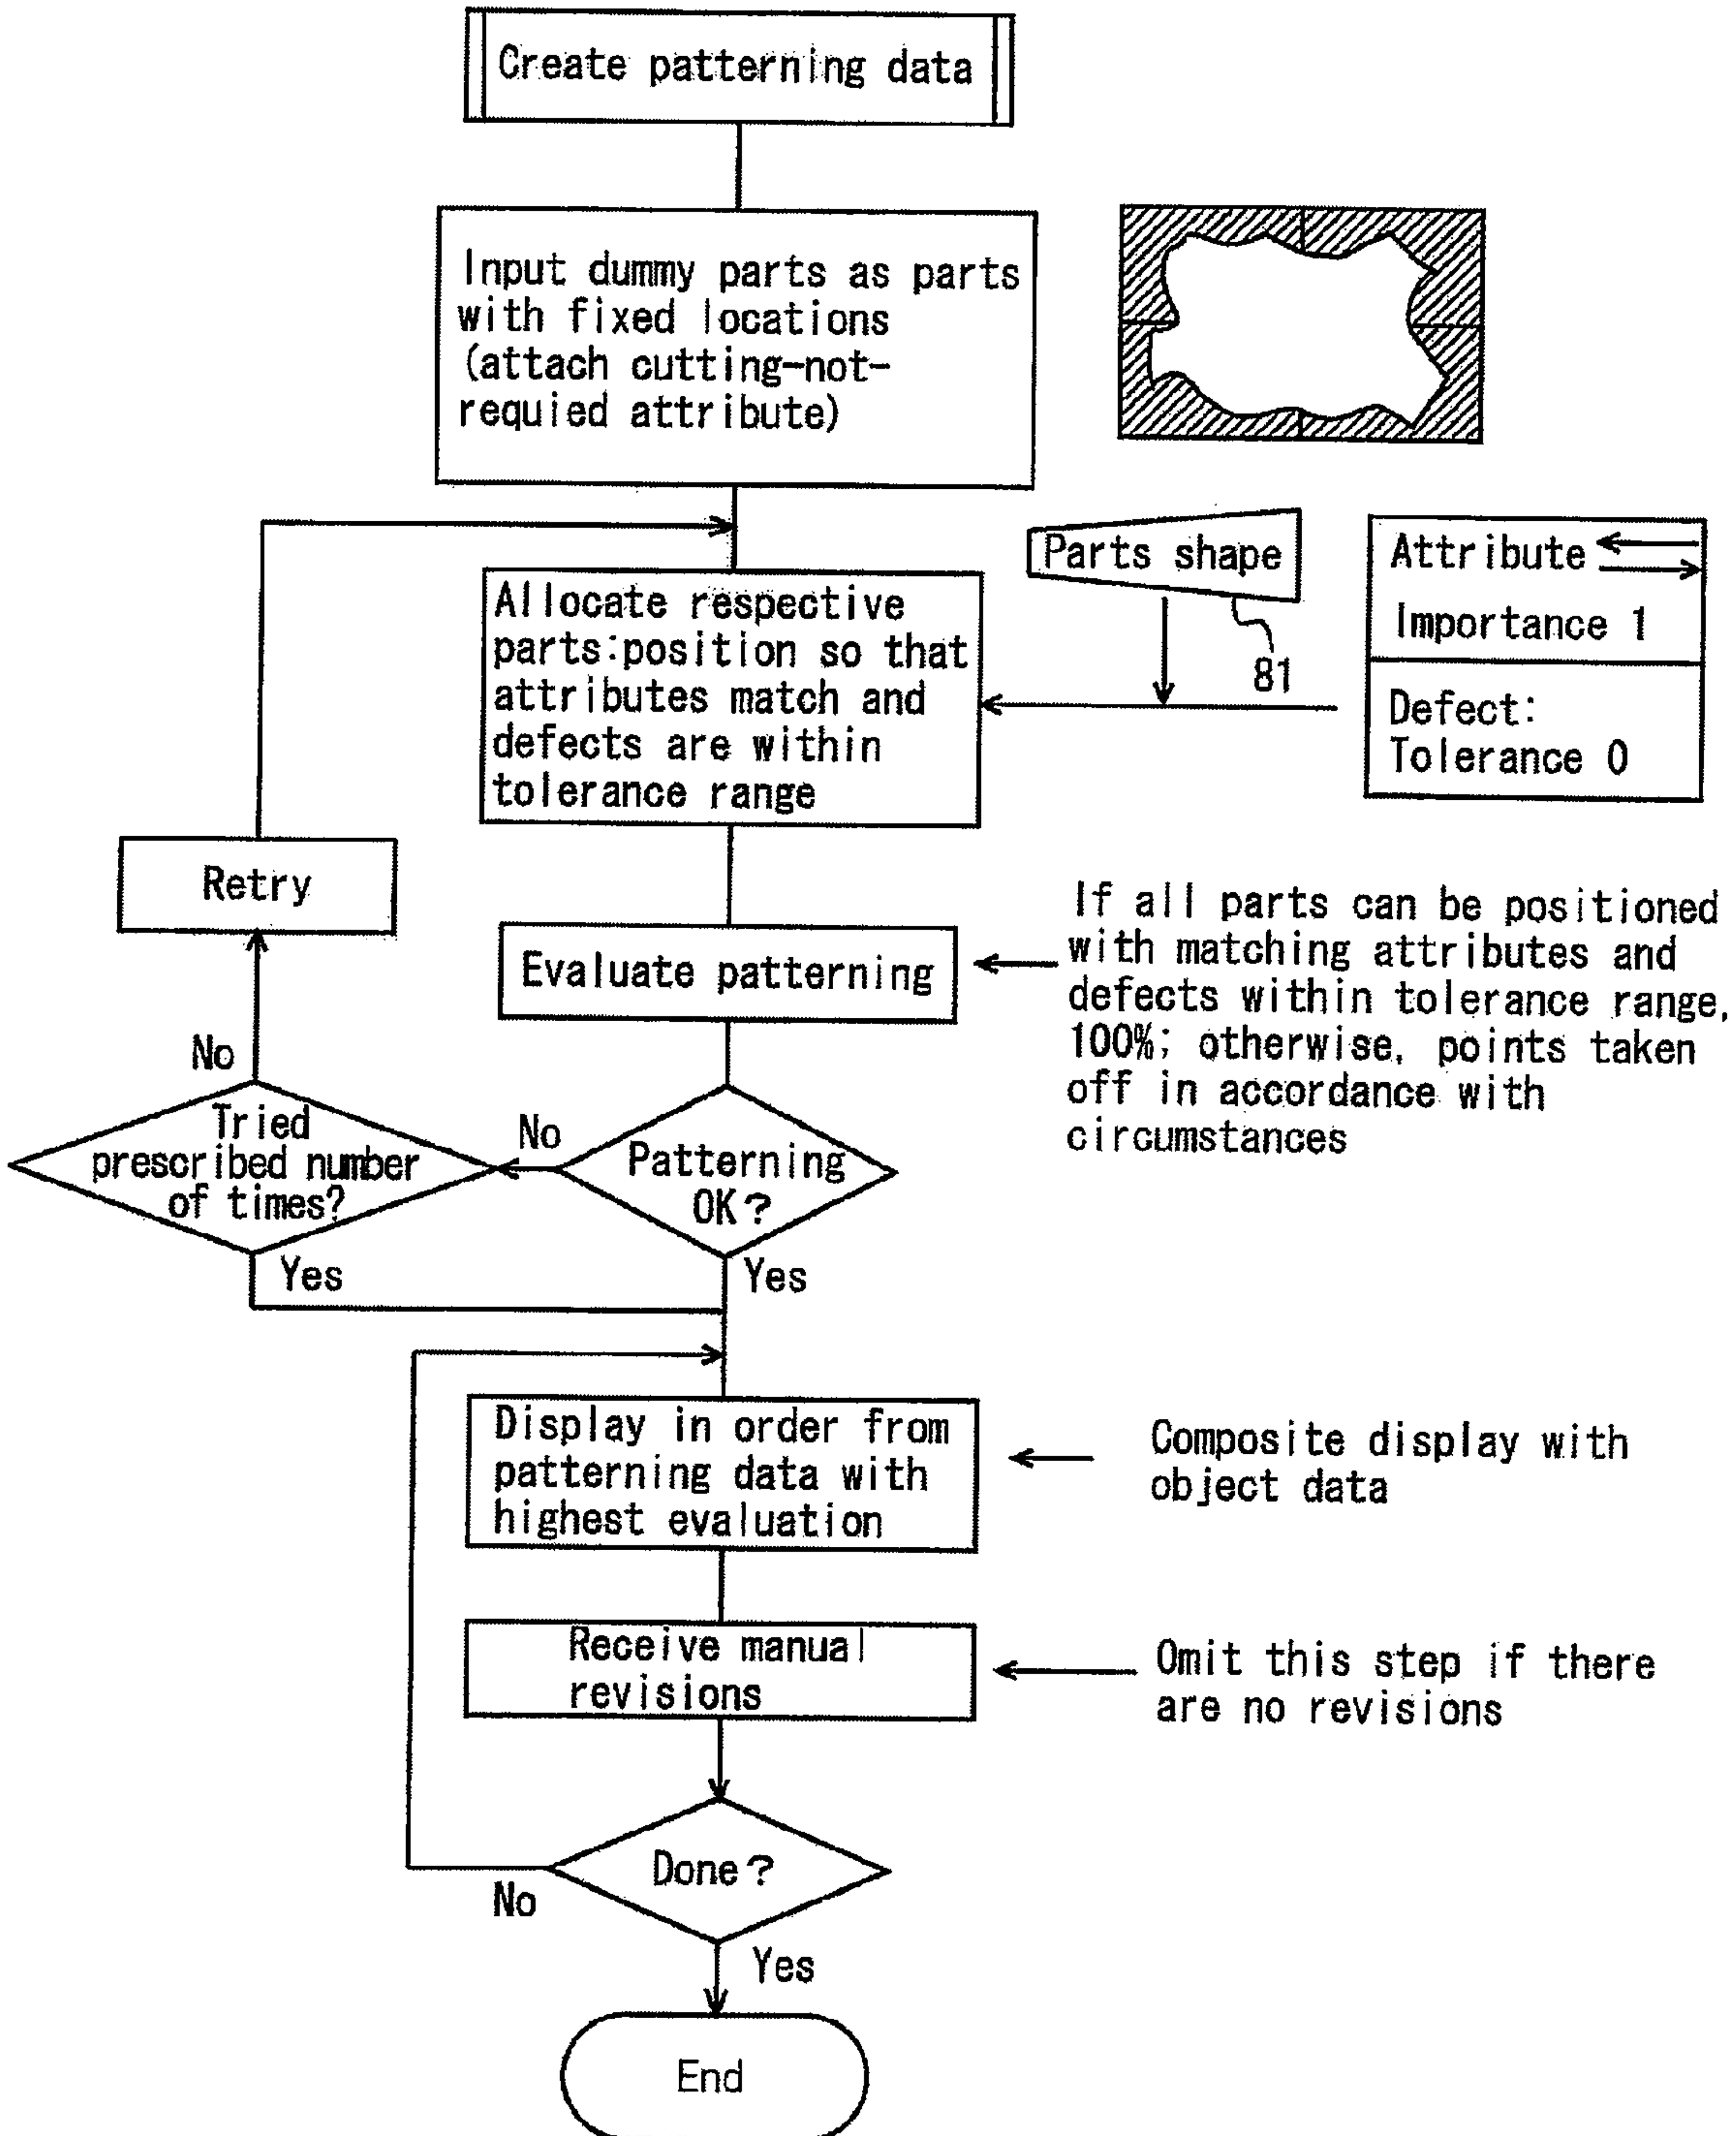 Create patterning data
Input dummy parts as parts
with fixed locations
(attach cutting-not-
requied attribute)
Parts shape
81
Attribute
Importance 1
Defect:
Tolerance 0
Allocate respective
parts:position so that
attributes match and
defects are within
tolerance range
Retry
Evaluate patterning
If all parts can be positioned
with matching attributes and
defects within tolerance range,
100%; otherwise, points taken
off in accordance with
circumstances
No
Tried
prescribed number
of times?
No
Patterning
OK?
Yes
Yes
Display in order from
patterning data with
highest evaluation
Composite display with
object data
Receive manual
revisions
Omit this step if there
are no revisions
Done?
No
Yes
End